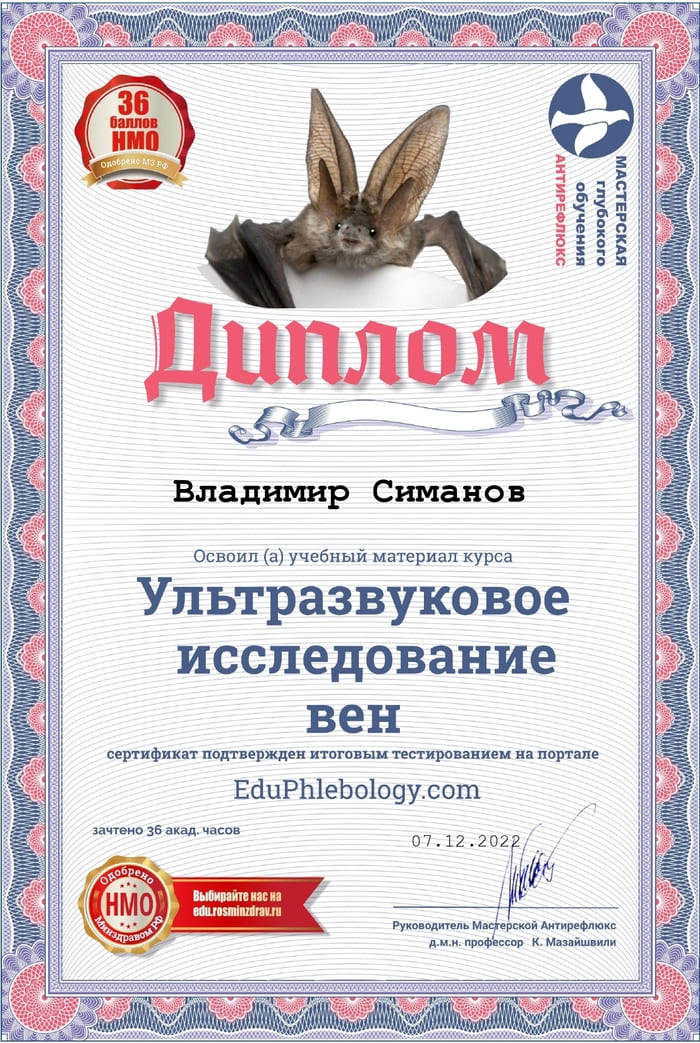 36
баллов
НМО
Одобрено МЗ РФ
МАСТЕРСКАЯ
глубокого
обучения
АНТИРЕФЛЮКС
Диплом
Владимир Симанов
Освоил (а) учебный материал курса
Ультразвуковое
исследование
вен
сертификат подтвержден итоговым тестированием на портале
EduPhlebology.com
зачтено 36 акад. часов
07.12.2022
Одобрено
НМО
Минздравом РФ
Выбирайте нас на
edu.rosminzdrav.ru
Руководитель Мастерской Антирефлюкс
д.м.н. профессор К. Мазайшвили